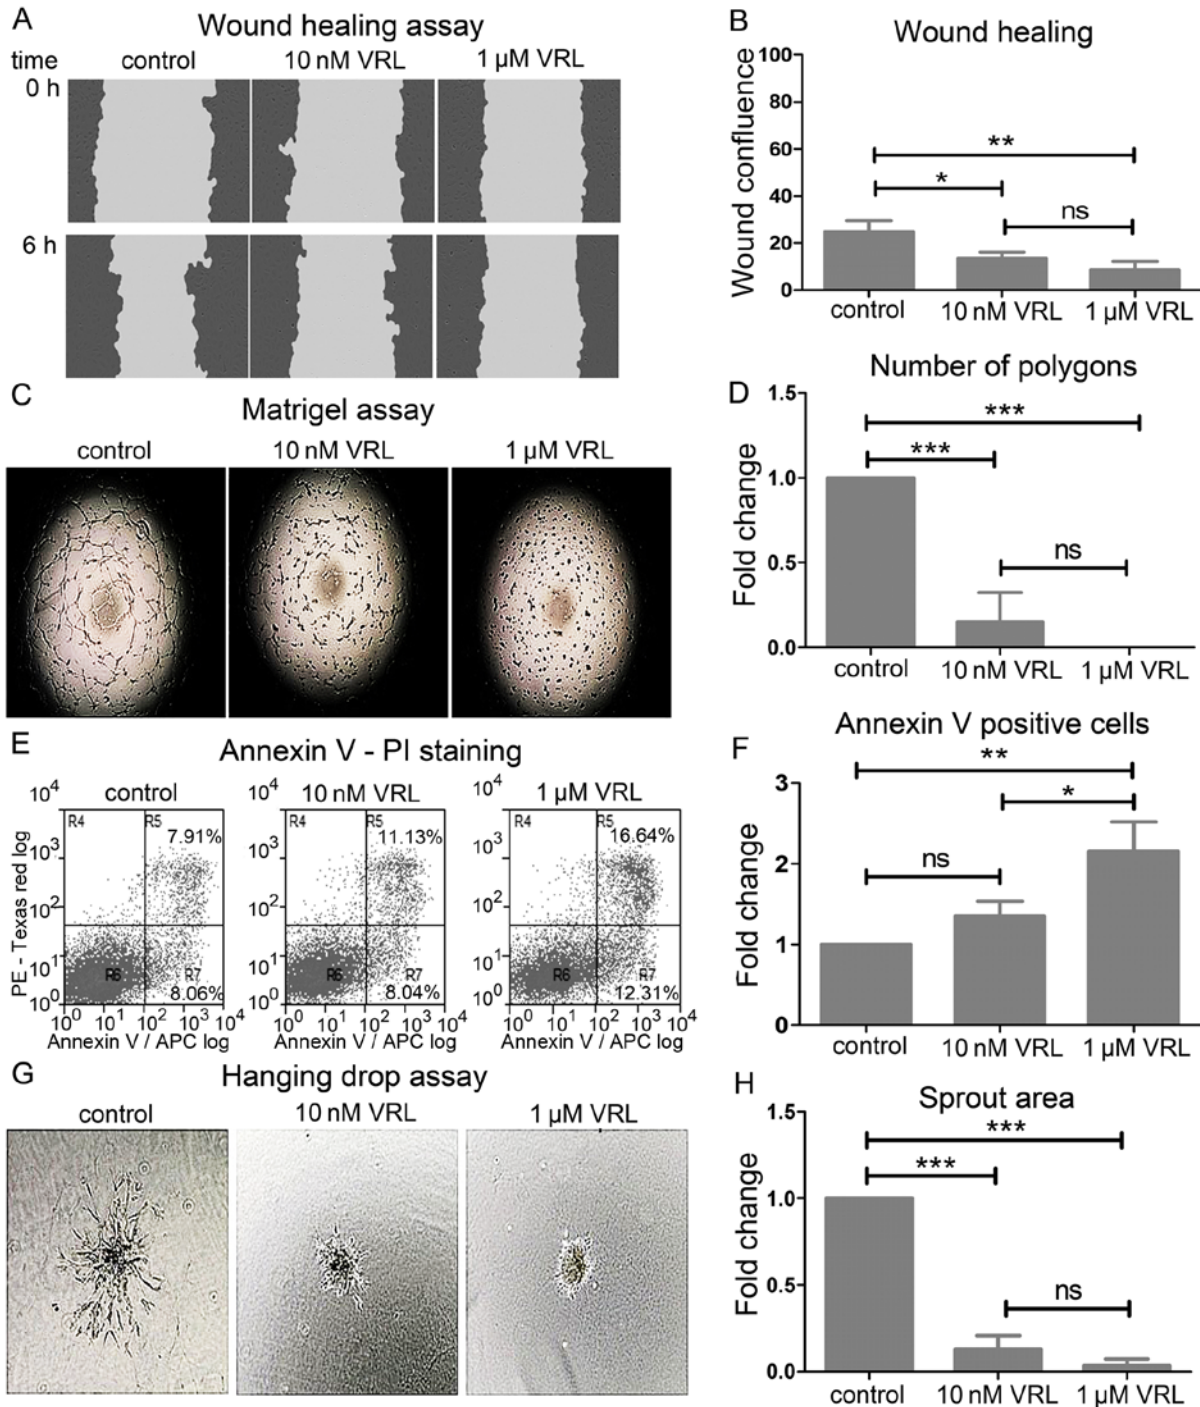 A
Wound healing assay
time control 10 nM VRL 1 µM VRL
0 h
6 h
B
Wound healing
Wound confluence
100
80
60
40
20
0
**
*
ns
control 10 nM VRL 1 µM VRL
C
Matrigel assay
control 10 nM VRL 1 µM VRL
D
Number of polygons
Fold change
1.5
1.0
0.5
0.0
***
***
ns
control 10 nM VRL 1 µM VRL
E
Annexin V - PI staining
control 10 nM VRL 1 µM VRL
PE - Texas red log
10⁴ 10⁴ 10⁴
R4 R5 R4 R5 R4 R5
7.91% 11.13% 16.64%
10³ 10³ 10³
10² 10² 10²
10¹ 10¹ 10¹
R6 R7 R6 R7 R6 R7
8.06% 8.04% 12.31%
10⁰ 10⁰ 10⁰
10⁰ 10¹ 10² 10³ 10⁴ 10⁰ 10¹ 10² 10³ 10⁴ 10⁰ 10¹ 10² 10³ 10⁴
Annexin V / APC log Annexin V / APC log Annexin V / APC log
F
Annexin V positive cells
Fold change
3
2
1
0
**
*
ns
control 10 nM VRL 1 µM VRL
G
Hanging drop assay
control 10 nM VRL 1 µM VRL
H
Sprout area
Fold change
1.5
1.0
0.5
0.0
***
***
ns
control 10 nM VRL 1 µM VRL